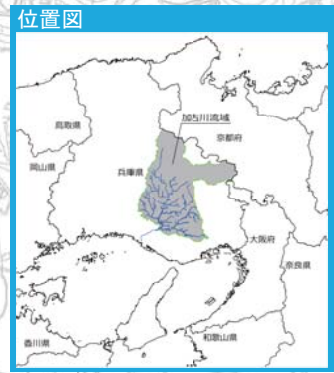 位置図
鳥取県
加古川流域
京都府
岡山県
兵庫県
大阪府
奈良県
香川県
和歌山県